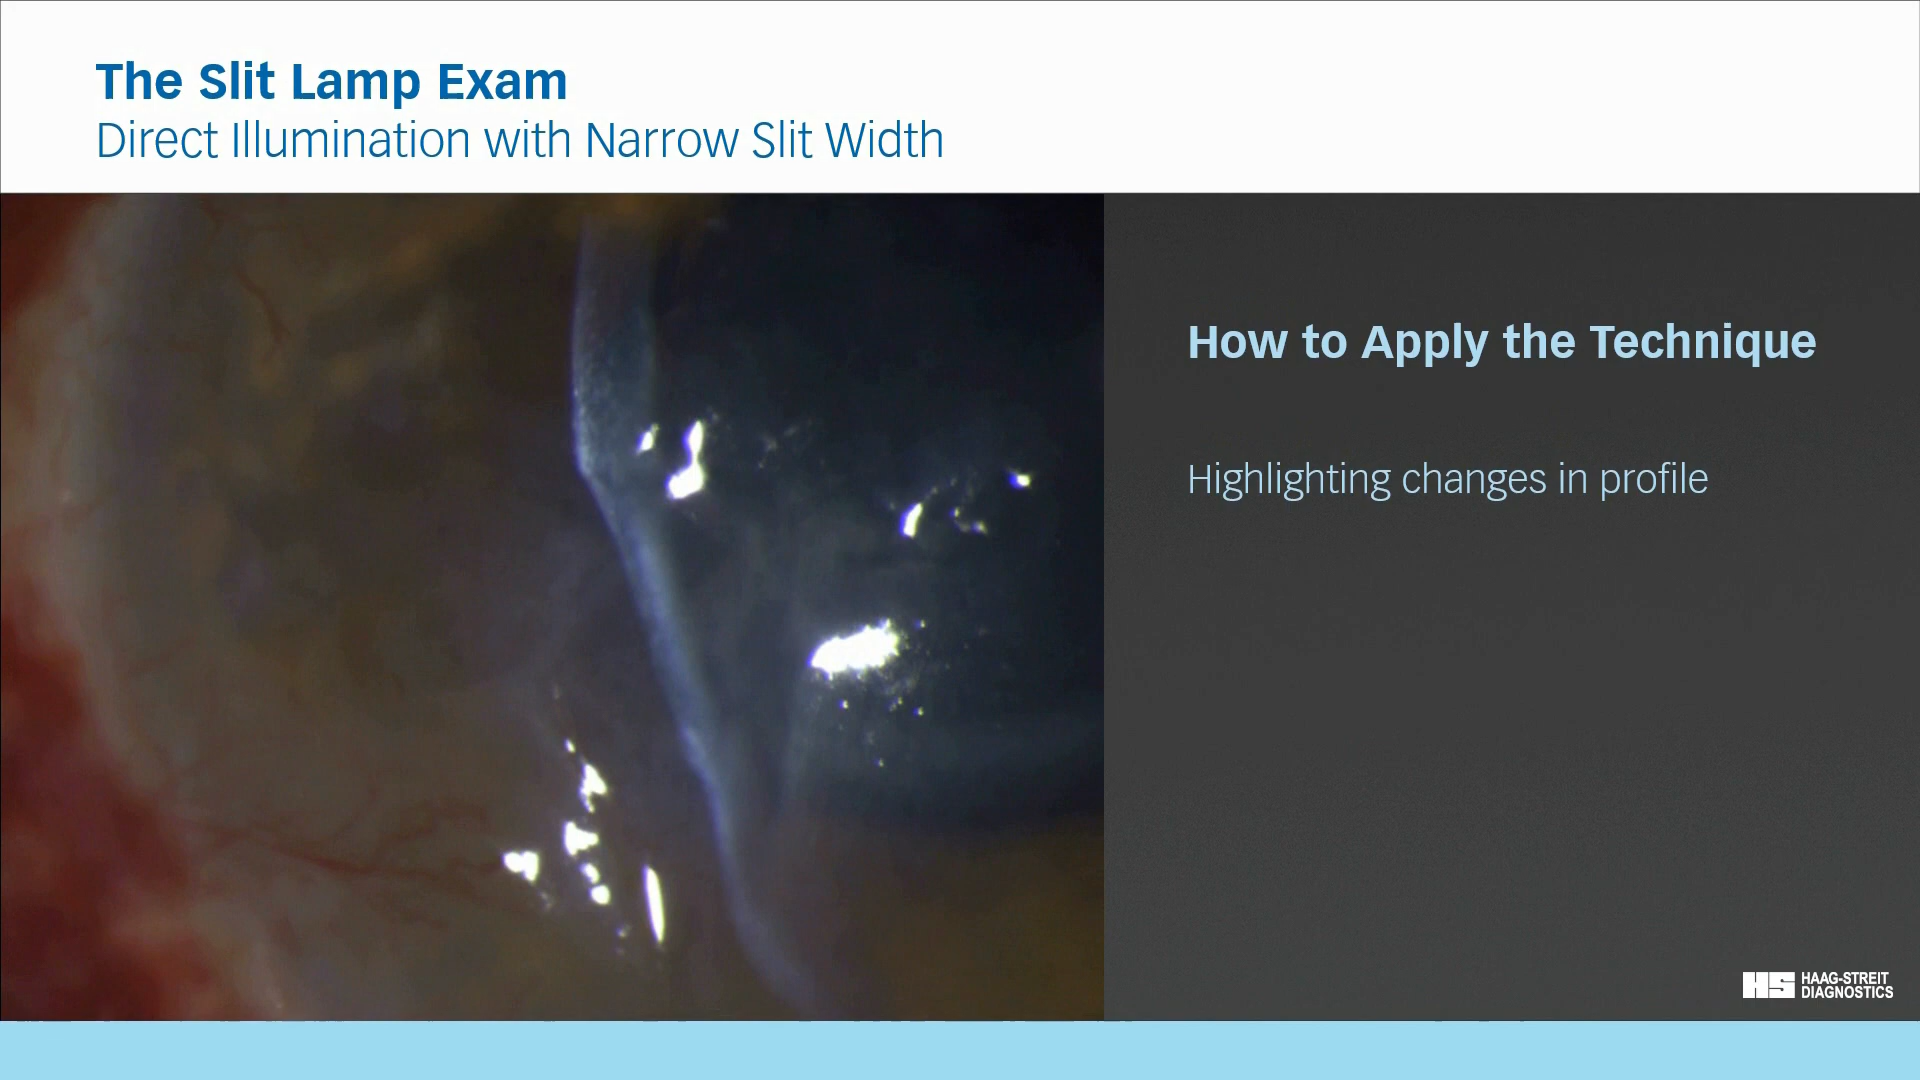 The Slit Lamp Exam
Direct Illumination with Narrow Slit Width
How to Apply the Technique
Highlighting changes in profile
HS HAAG-STREIT
DIAGNOSTICS